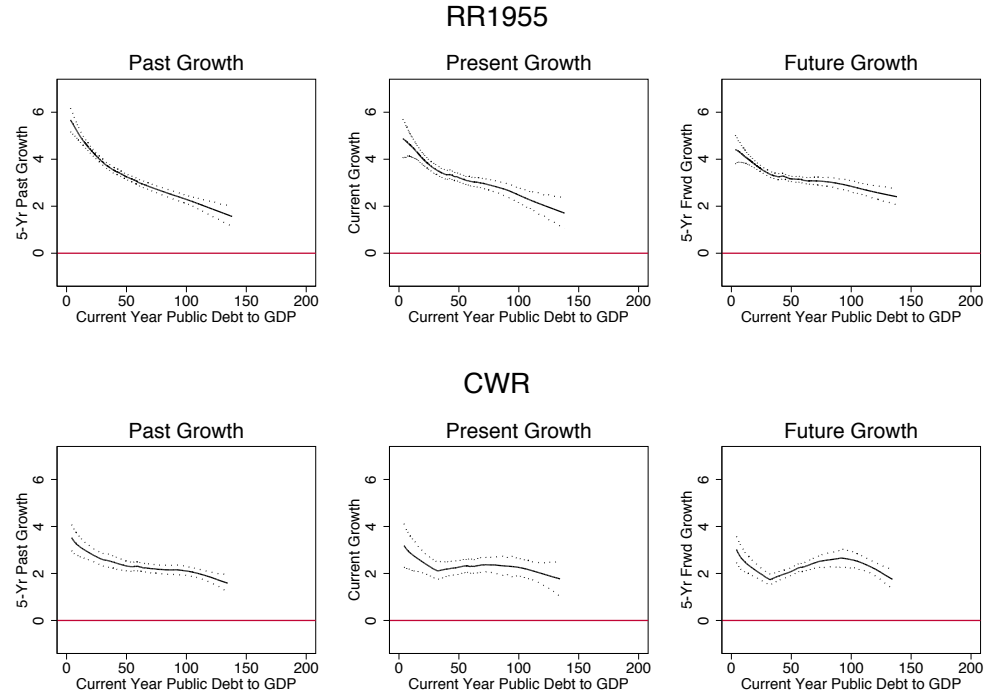 RR1955
Past Growth
5-Yr Past Growth
6
4
2
0
0 50 100 150 200
Current Year Public Debt to GDP
Present Growth
Current Growth
6
4
2
0
0 50 100 150 200
Current Year Public Debt to GDP
Future Growth
5-Yr Frwd Growth
6
4
2
0
0 50 100 150 200
Current Year Public Debt to GDP
CWR
Past Growth
5-Yr Past Growth
6
4
2
0
0 50 100 150 200
Current Year Public Debt to GDP
Present Growth
Current Growth
6
4
2
0
0 50 100 150 200
Current Year Public Debt to GDP
Future Growth
5-Yr Frwd Growth
6
4
2
0
0 50 100 150 200
Current Year Public Debt to GDP